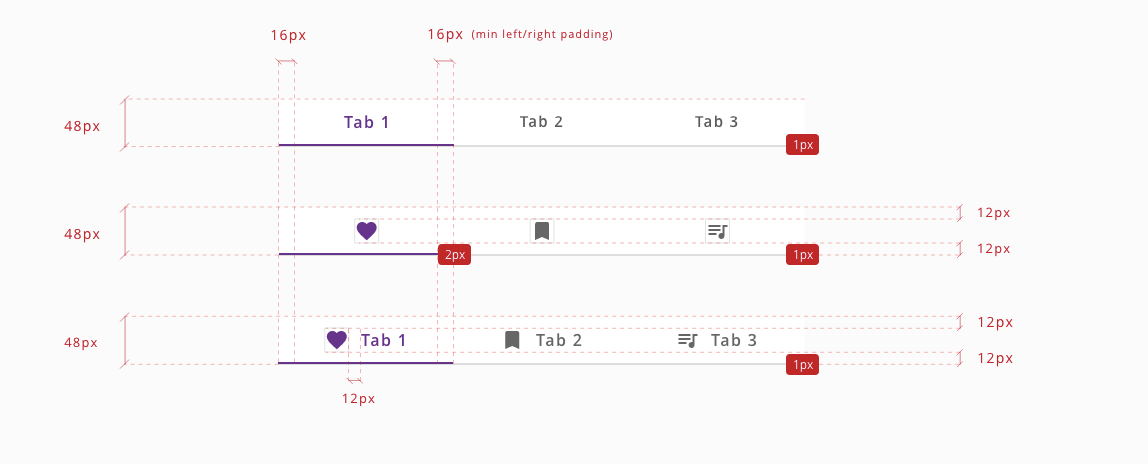 16px 16px (min left/right padding)
48px Tab 1 Tab 2 Tab 3
1px
12px
48px
12px
2px 1px
12px
48px Tab 1 Tab 2 Tab 3
12px
1px
12px